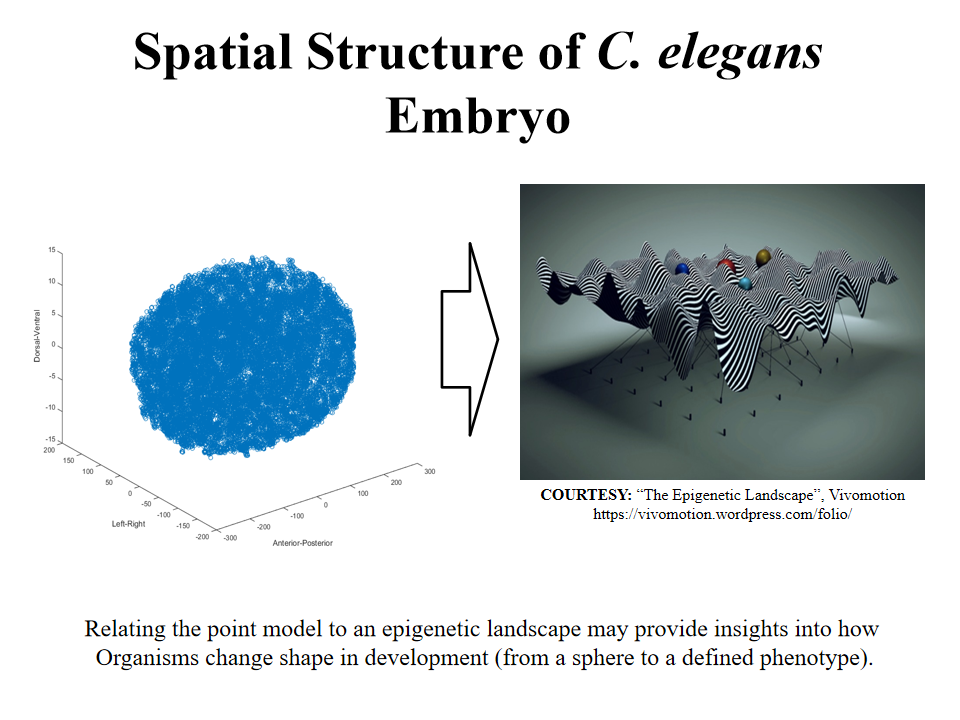 Spatial Structure of C. elegans
Embryo
15
10
5
0
-5
-10
-15
Dorsal-Ventral
200
150
100
50
0
-50
-100
-150
-200
Left-Right
-300
-200
-100
0
100
200
300
Anterior-Posterior
COURTESY: “The Epigenetic Landscape”, Vivomotion
https://vivomotion.wordpress.com/folio/
Relating the point model to an epigenetic landscape may provide insights into how
Organisms change shape in development (from a sphere to a defined phenotype).